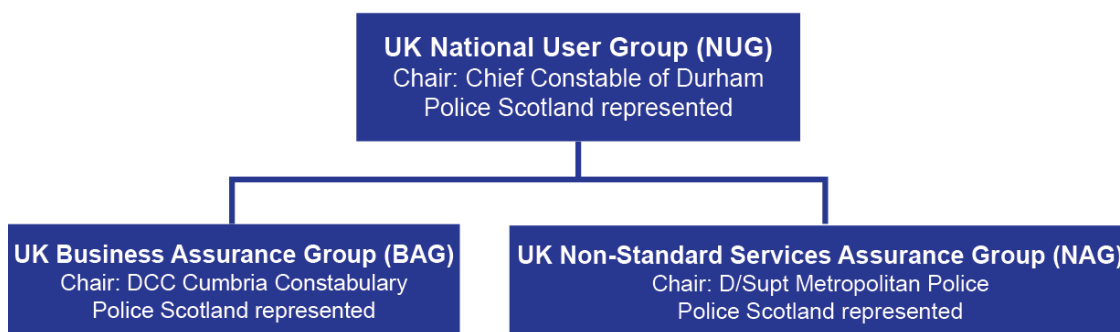 UK National User Group (NUG)
Chair: Chief Constable of Durham
Police Scotland represented
UK Business Assurance Group (BAG)
Chair: DCC Cumbria Constabulary
Police Scotland represented
UK Non-Standard Services Assurance Group (NAG)
Chair: D/Supt Metropolitan Police
Police Scotland represented